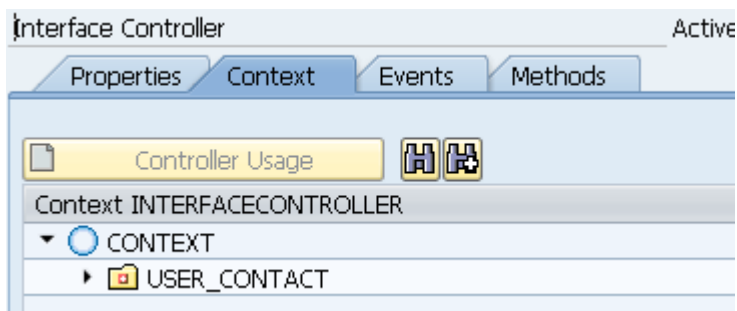 Interface Controller Active
Properties Context Events Methods
Controller Usage
Context INTERFACECONTROLLER
CONTEXT
USER_CONTACT